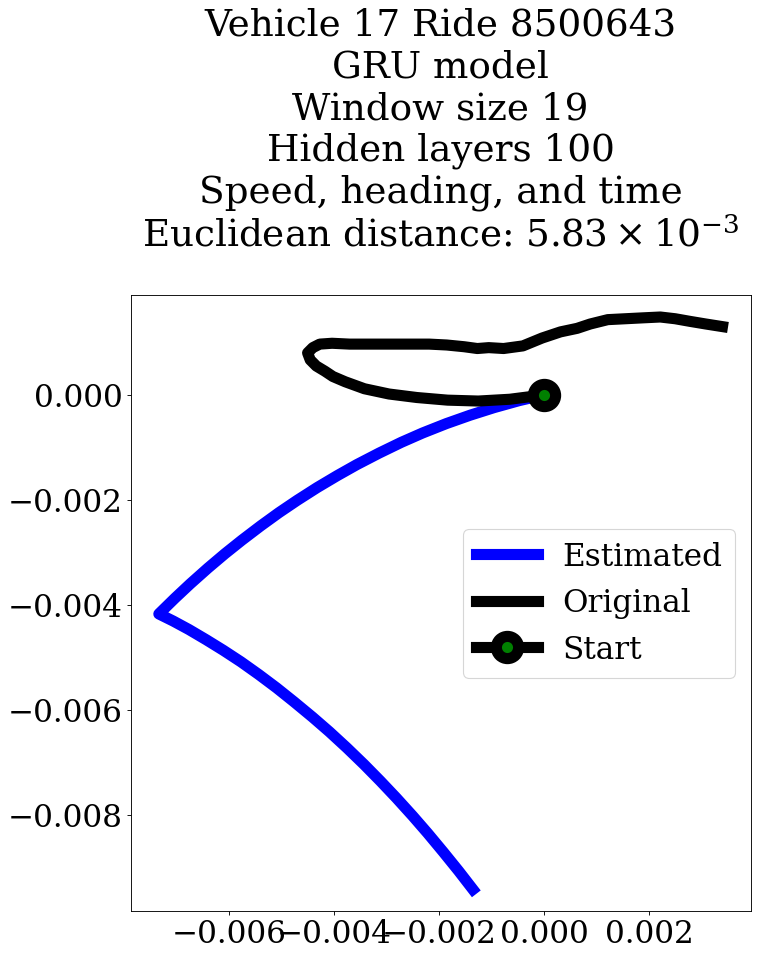 Vehicle 17 Ride 8500643
GRU model
Window size 19
Hidden layers 100
Speed, heading, and time
Euclidean distance: 5.83 × 10⁻³
0.000
−0.002
−0.004
−0.006
−0.008
Estimated
Original
Start
−0.006 −0.004 −0.002 0.000 0.002